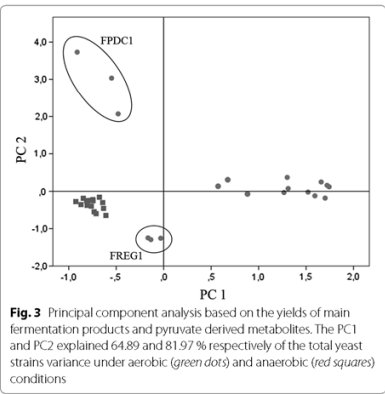 FPDC1
4,0
3,0
2,0
1,0
,0
-1,0
-2,0
PC 2
FREG1
-1,0
-,5
,0
,5
1,0
1,5
2,0
PC 1
Fig. 3 Principal component analysis based on the yields of main
fermentation products and pyruvate derived metabolites. The PC1
and PC2 explained 64.89 and 81.97 % respectively of the total yeast
strains variance under aerobic (green dots) and anaerobic (red squares)
conditions